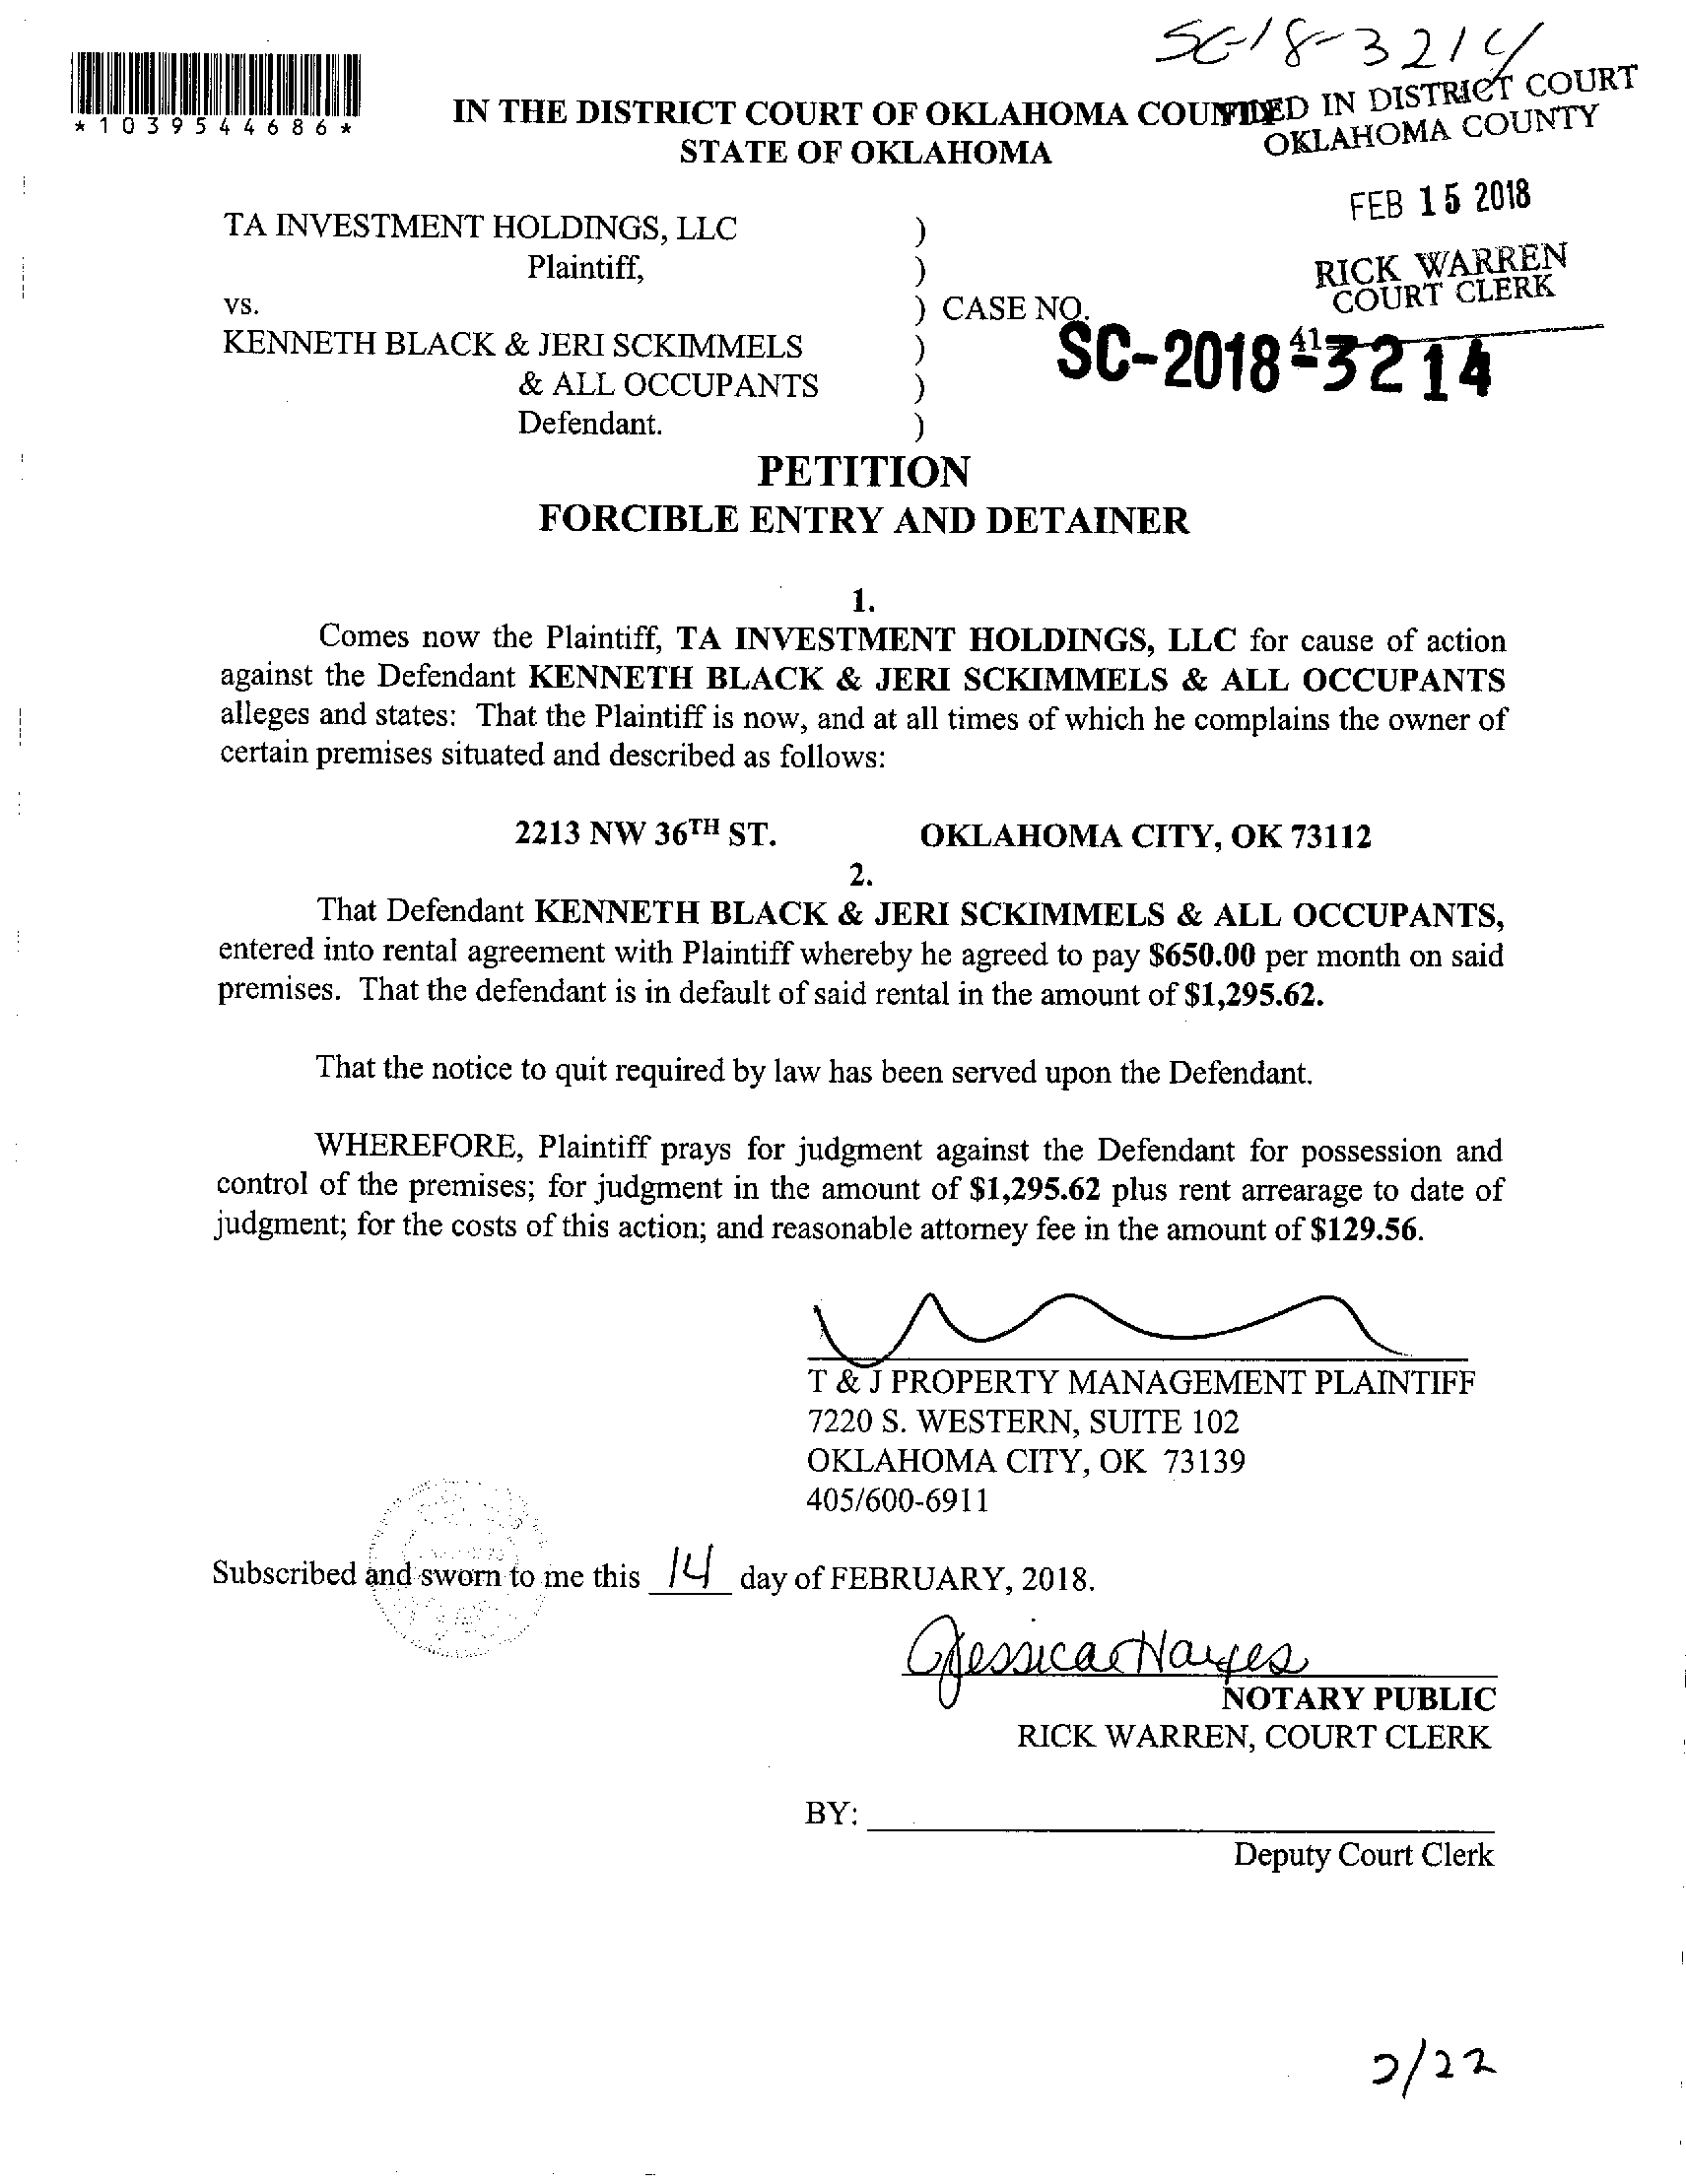 SC-18-3214
*1039544686*
IN THE DISTRICT COURT OF OKLAHOMA COUNTY
STATE OF OKLAHOMA
FILED IN DISTRICT COURT
OKLAHOMA COUNTY
FEB 15 2018
RICK WARREN
COURT CLERK
41
TA INVESTMENT HOLDINGS, LLC )
Plaintiff, )
vs. ) CASE NO.
SC-2018-3214
KENNETH BLACK & JERI SCKIMMELS )
& ALL OCCUPANTS )
Defendant. )
PETITION
FORCIBLE ENTRY AND DETAINER
1.
Comes now the Plaintiff, TA INVESTMENT HOLDINGS, LLC for cause of action
against the Defendant KENNETH BLACK & JERI SCKIMMELS & ALL OCCUPANTS
alleges and states: That the Plaintiff is now, and at all times of which he complains the owner of
certain premises situated and described as follows:
2213 NW 36TH ST. OKLAHOMA CITY, OK 73112
2.
That Defendant KENNETH BLACK & JERI SCKIMMELS & ALL OCCUPANTS,
entered into rental agreement with Plaintiff whereby he agreed to pay $650.00 per month on said
premises. That the defendant is in default of said rental in the amount of $1,295.62.
That the notice to quit required by law has been served upon the Defendant.
WHEREFORE, Plaintiff prays for judgment against the Defendant for possession and
control of the premises; for judgment in the amount of $1,295.62 plus rent arrearage to date of
judgment; for the costs of this action; and reasonable attorney fee in the amount of $129.56.
T & J PROPERTY MANAGEMENT PLAINTIFF
7220 S. WESTERN, SUITE 102
OKLAHOMA CITY, OK 73139
405/600-6911
Subscribed and sworn to me this 14 day of FEBRUARY, 2018.
Jessica Hayes
NOTARY PUBLIC
RICK WARREN, COURT CLERK
BY:
Deputy Court Clerk
2/22